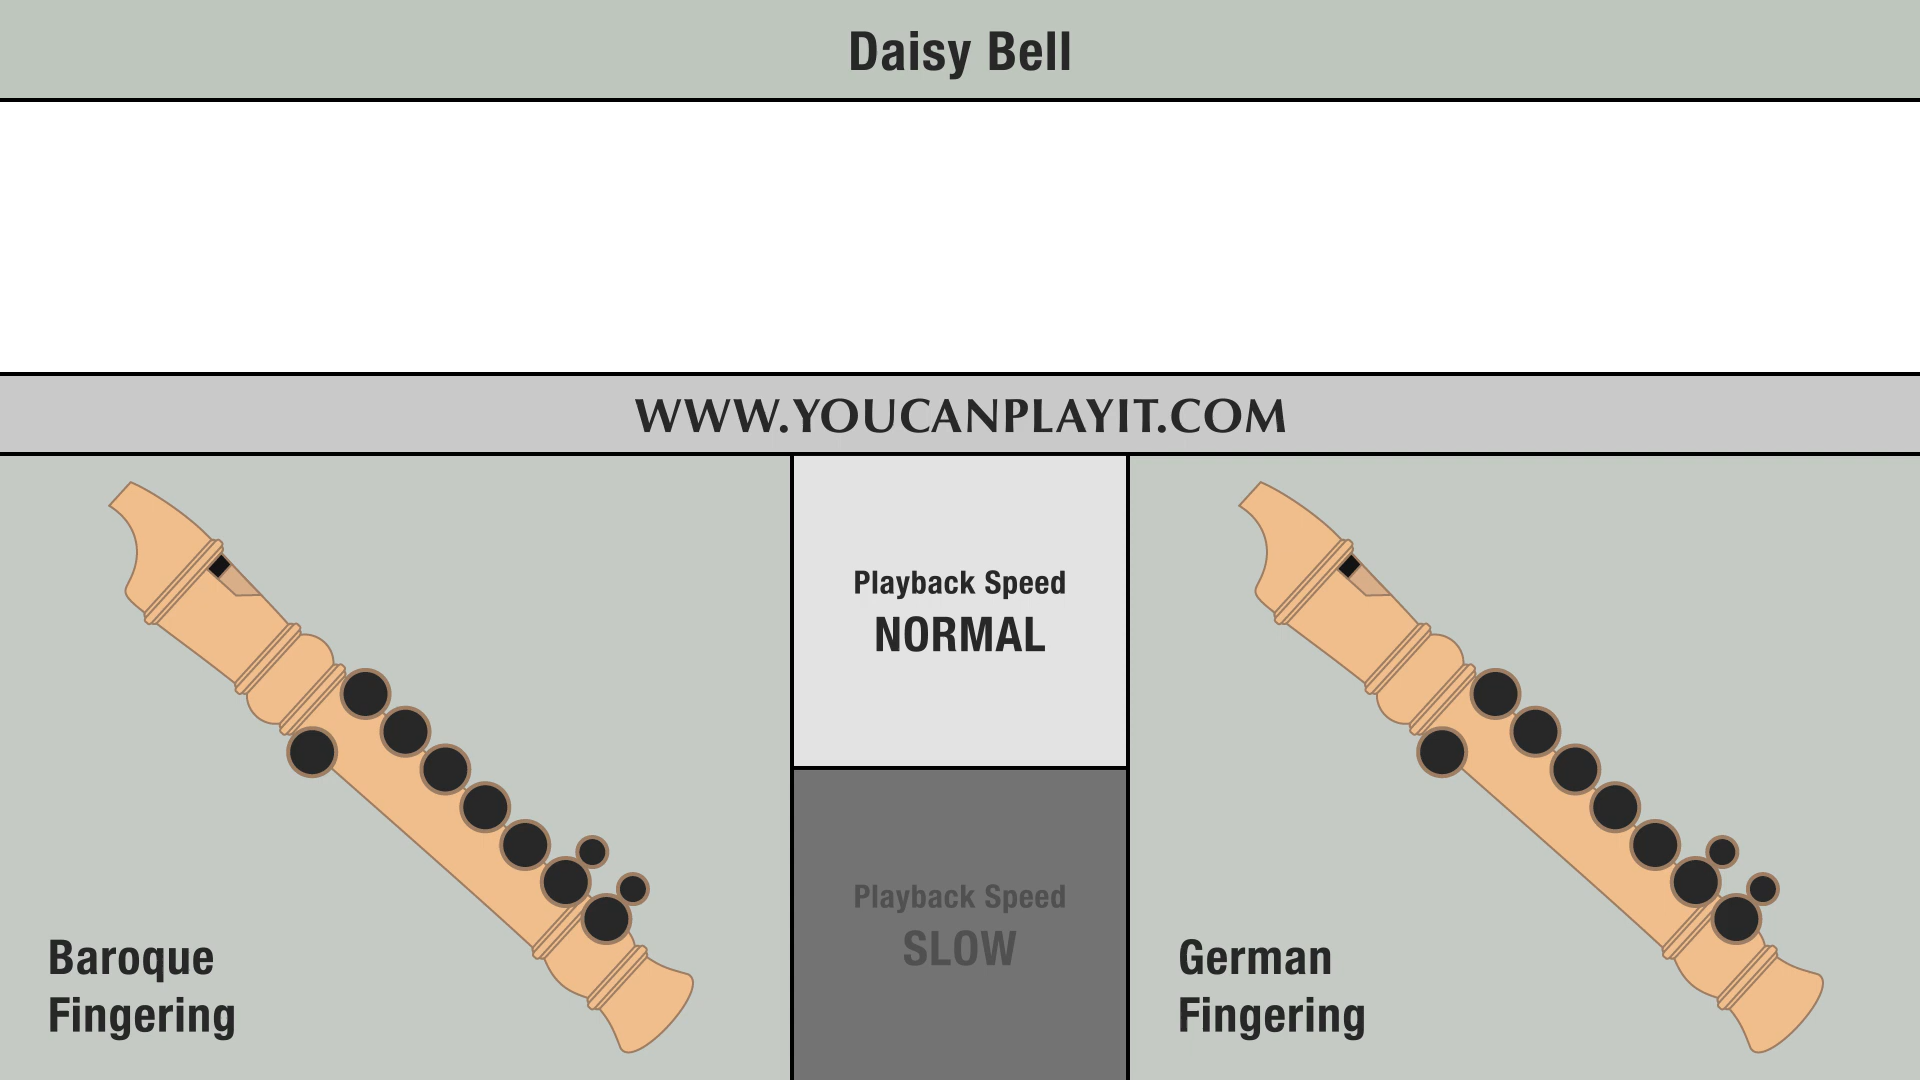 Daisy Bell
WWW.YOUCANPLAYIT.COM
Playback Speed
NORMAL
Playback Speed
SLOW
Baroque
Fingering
German
Fingering